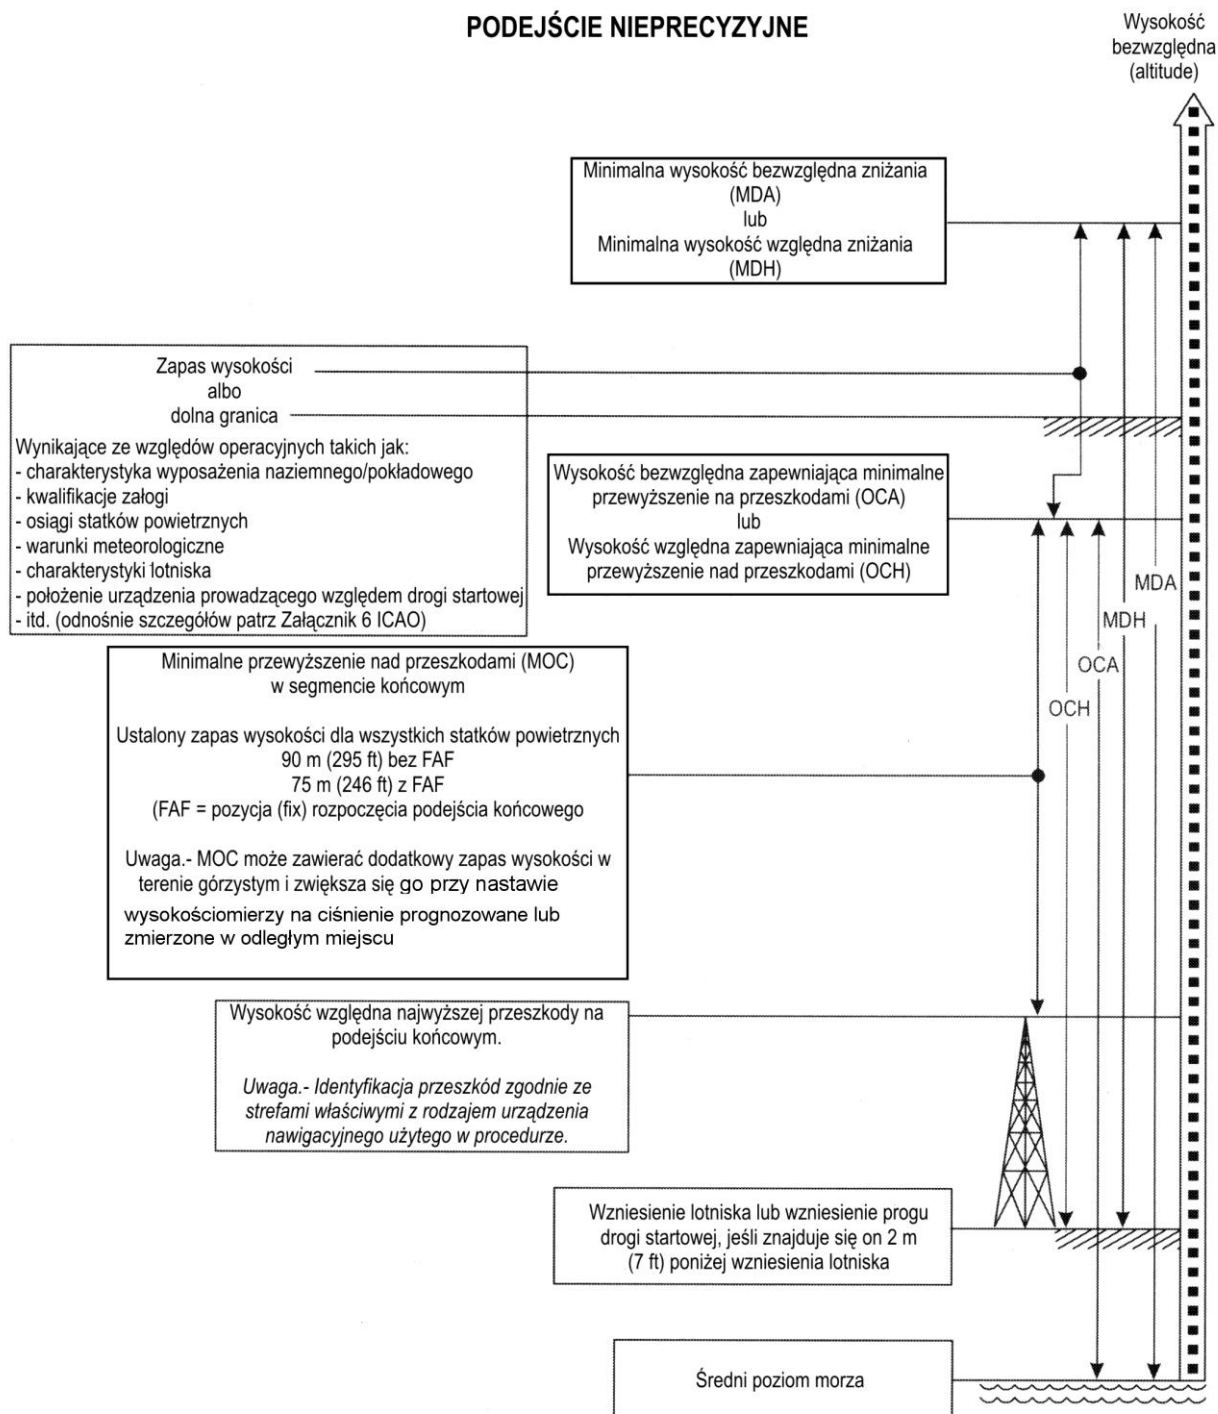 PODEJŚCIE NIEPRECYZYJNE
Wysokość
bezwzględna
(altitude)
Minimalna wysokość bezwzględna zniżania
(MDA)
lub
Minimalna wysokość względna zniżania
(MDH)
Zapas wysokości
albo
dolna granica
Wynikające ze względów operacyjnych takich jak:
- charakterystyka wyposażenia naziemnego/pokładowego
- kwalifikacje załogi
- osiągi statków powietrznych
- warunki meteorologiczne
- charakterystyki lotniska
- położenie urządzenia prowadzącego względem drogi startowej
- itd. (odnośnie szczegółów patrz Załącznik 6 ICAO)
Wysokość bezwzględna zapewniająca minimalne
przewyższenie na przeszkodami (OCA)
lub
Wysokość względna zapewniająca minimalne
przewyższenie nad przeszkodami (OCH)
MDA
MDH
OCA
OCH
Minimalne przewyższenie nad przeszkodami (MOC)
w segmencie końcowym
Ustalony zapas wysokości dla wszystkich statków powietrznych
90 m (295 ft) bez FAF
75 m (246 ft) z FAF
(FAF = pozycja (fix) rozpoczęcia podejścia końcowego
Uwaga.- MOC może zawierać dodatkowy zapas wysokości w
terenie górzystym i zwiększa się go przy nastawie
wysokościomierzy na ciśnienie prognozowane lub
zmierzone w odległym miejscu
Wysokość względna najwyższej przeszkody na
podejściu końcowym.
Uwaga.- Identyfikacja przeszkód zgodnie ze
strefami właściwymi z rodzajem urządzenia
nawigacyjnego użytego w procedurze.
Wzniesienie lotniska lub wzniesienie progu
drogi startowej, jeśli znajduje się on 2 m
(7 ft) poniżej wzniesienia lotniska
Średni poziom morza